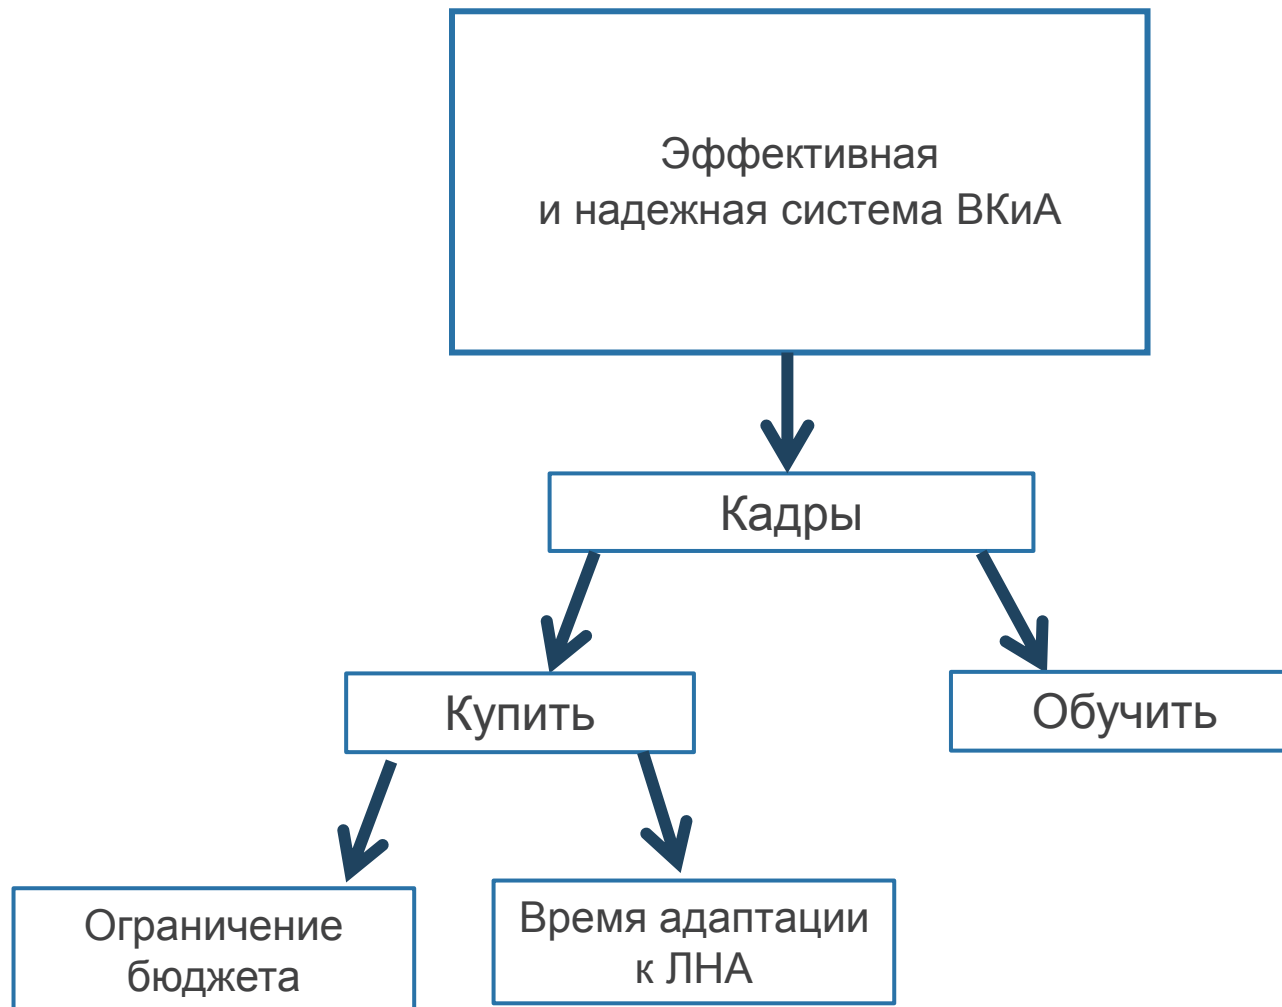 Эффективная
и надежная система ВКиА
Кадры
Купить
Обучить
Ограничение
бюджета
Время адаптации
к ЛНА